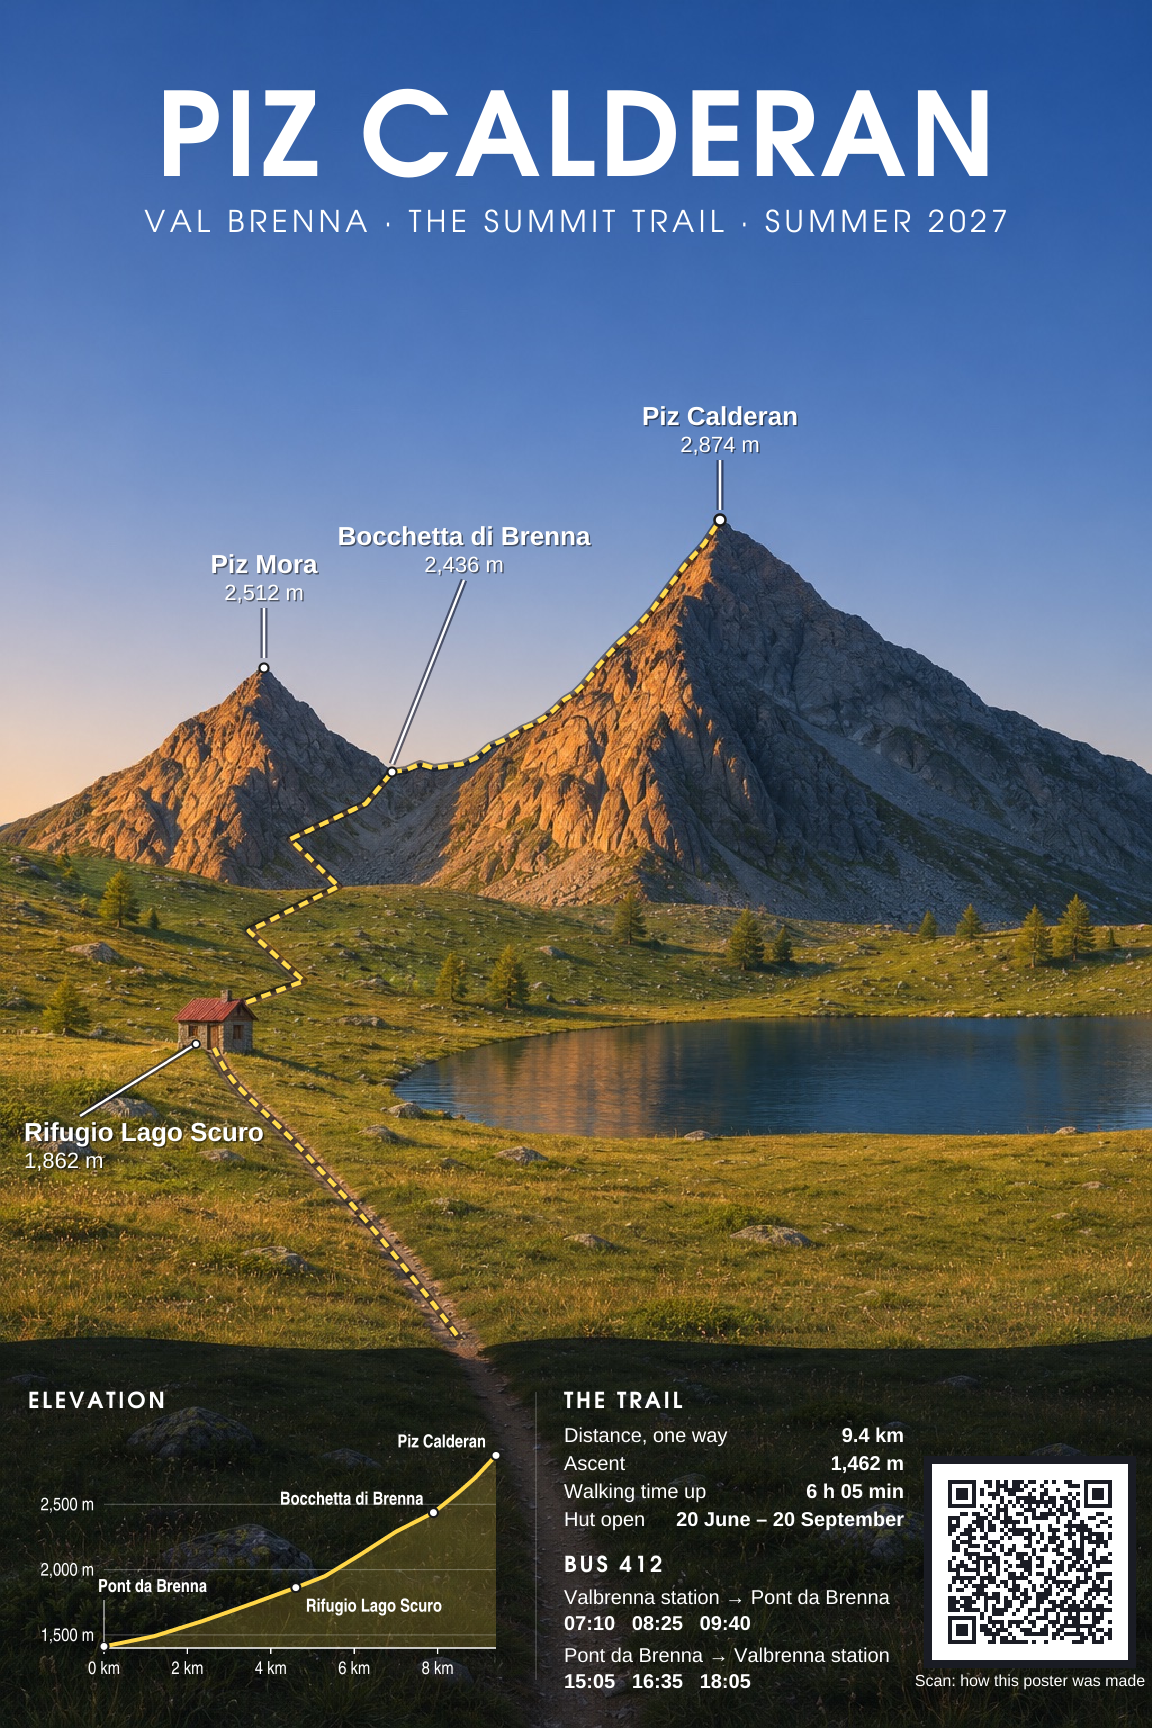 PIZ CALDERAN
VAL BRENNA · THE SUMMIT TRAIL · SUMMER 2027
Piz Calderan
2,874 m
Bocchetta di Brenna
2,436 m
Piz Mora
2,512 m
Rifugio Lago Scuro
1,862 m
ELEVATION
Piz Calderan
Bocchetta di Brenna
2,500 m
2,000 m
Pont da Brenna
Rifugio Lago Scuro
1,500 m
0 km
2 km
4 km
6 km
8 km
THE TRAIL
Distance, one way 9.4 km
Ascent 1,462 m
Walking time up 6 h 05 min
Hut open 20 June – 20 September
BUS 412
Valbrenna station → Pont da Brenna
07:10 08:25 09:40
Pont da Brenna → Valbrenna station
15:05 16:35 18:05
Scan: how this poster was made